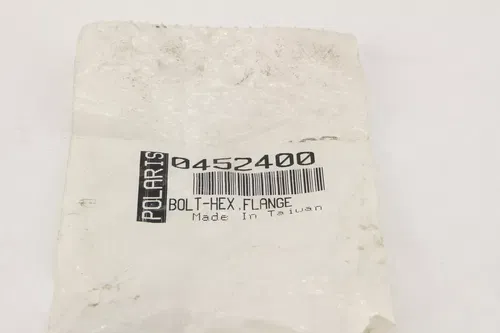 POLARIS
0452400
BOLT-HEX,FLANGE
Made In Taiwan